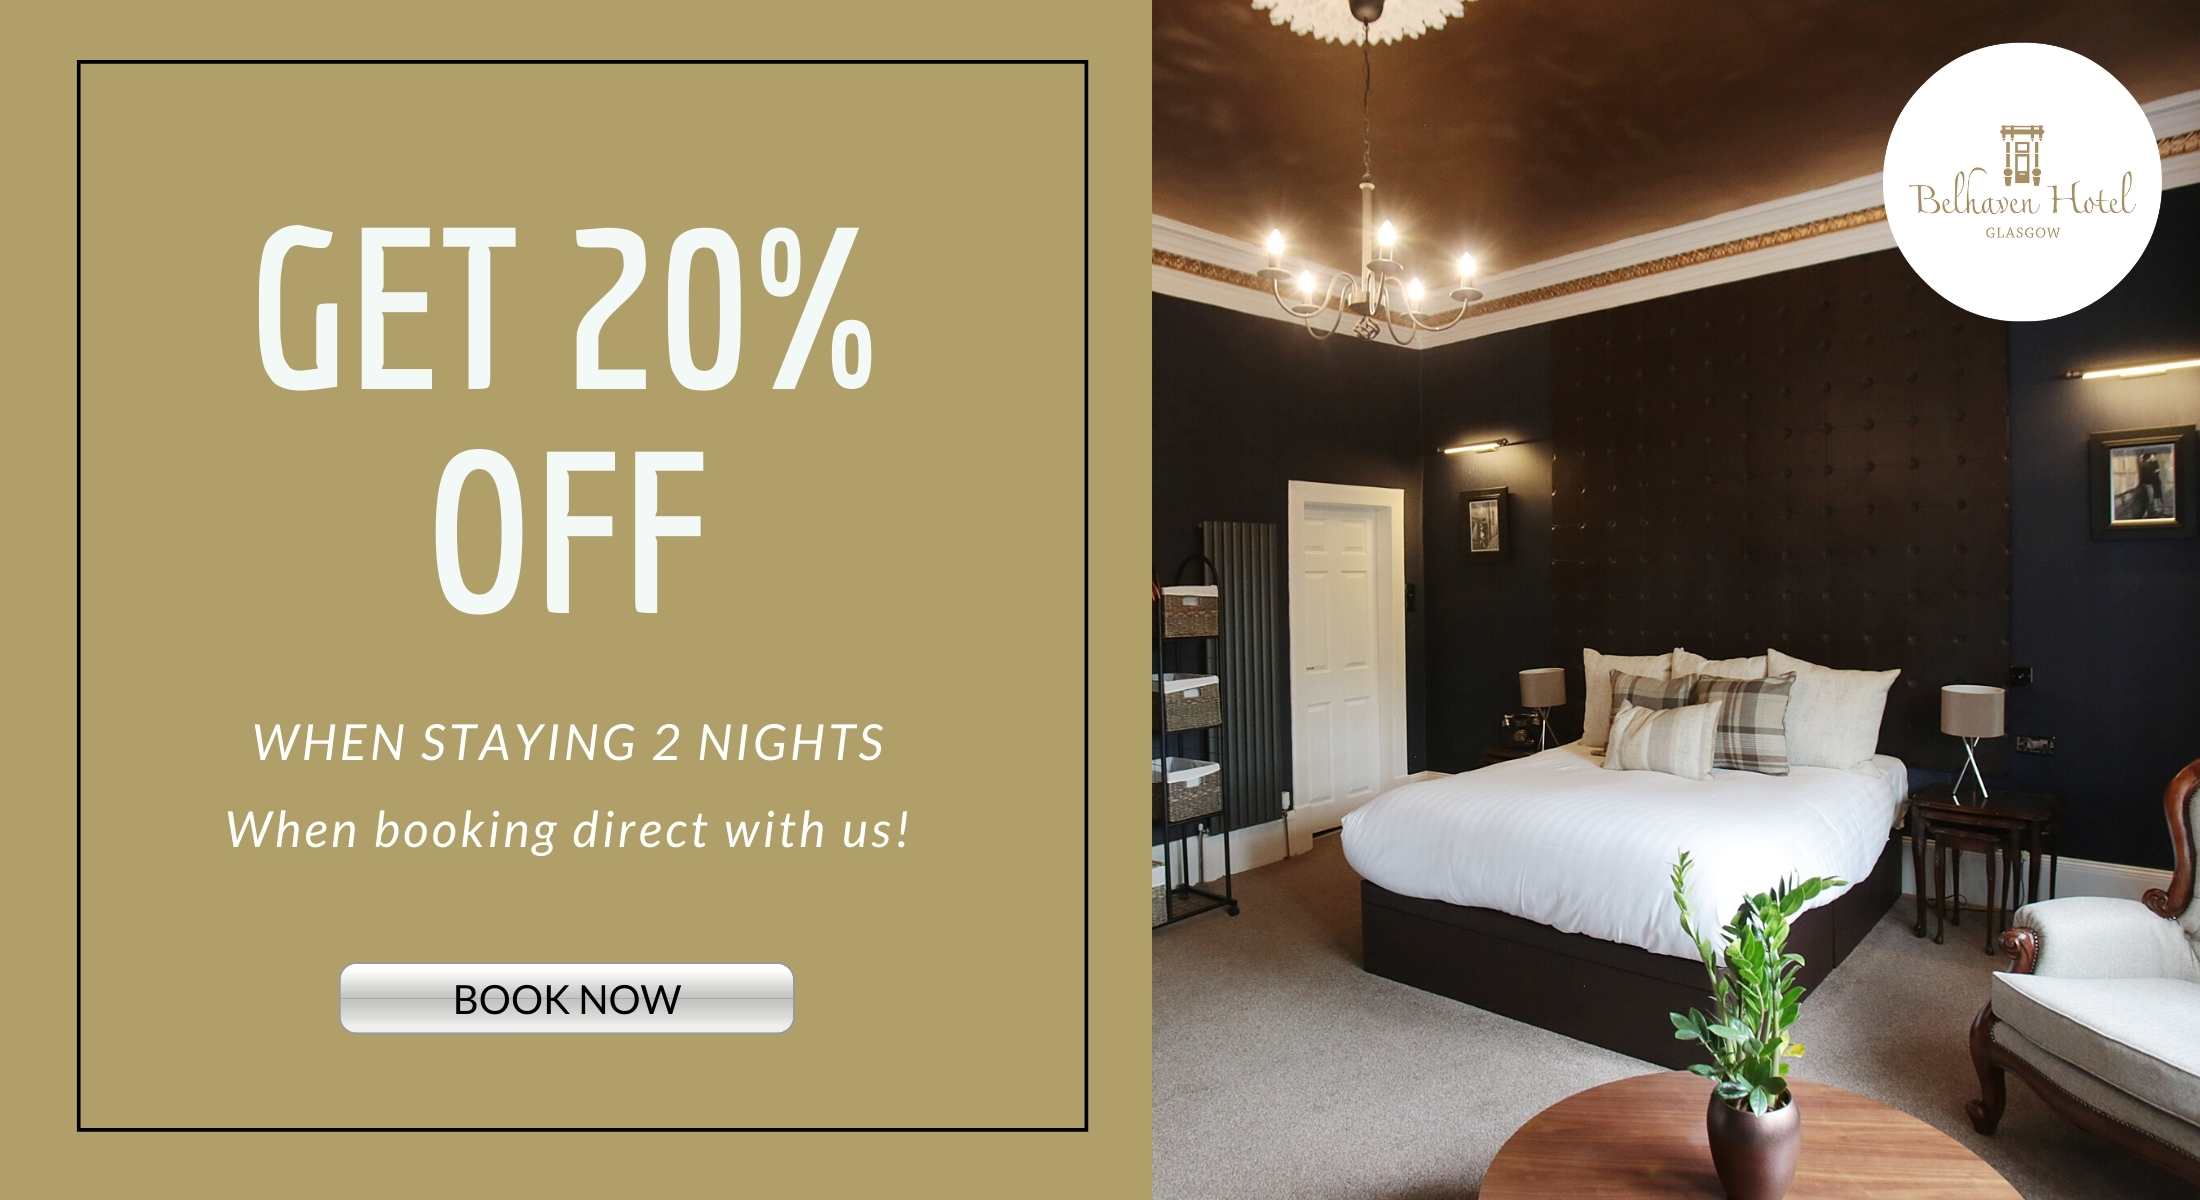 GET 20%
OFF
WHEN STAYING 2 NIGHTS
When booking direct with us!
BOOK NOW
Belhaven Hotel
GLASGOW